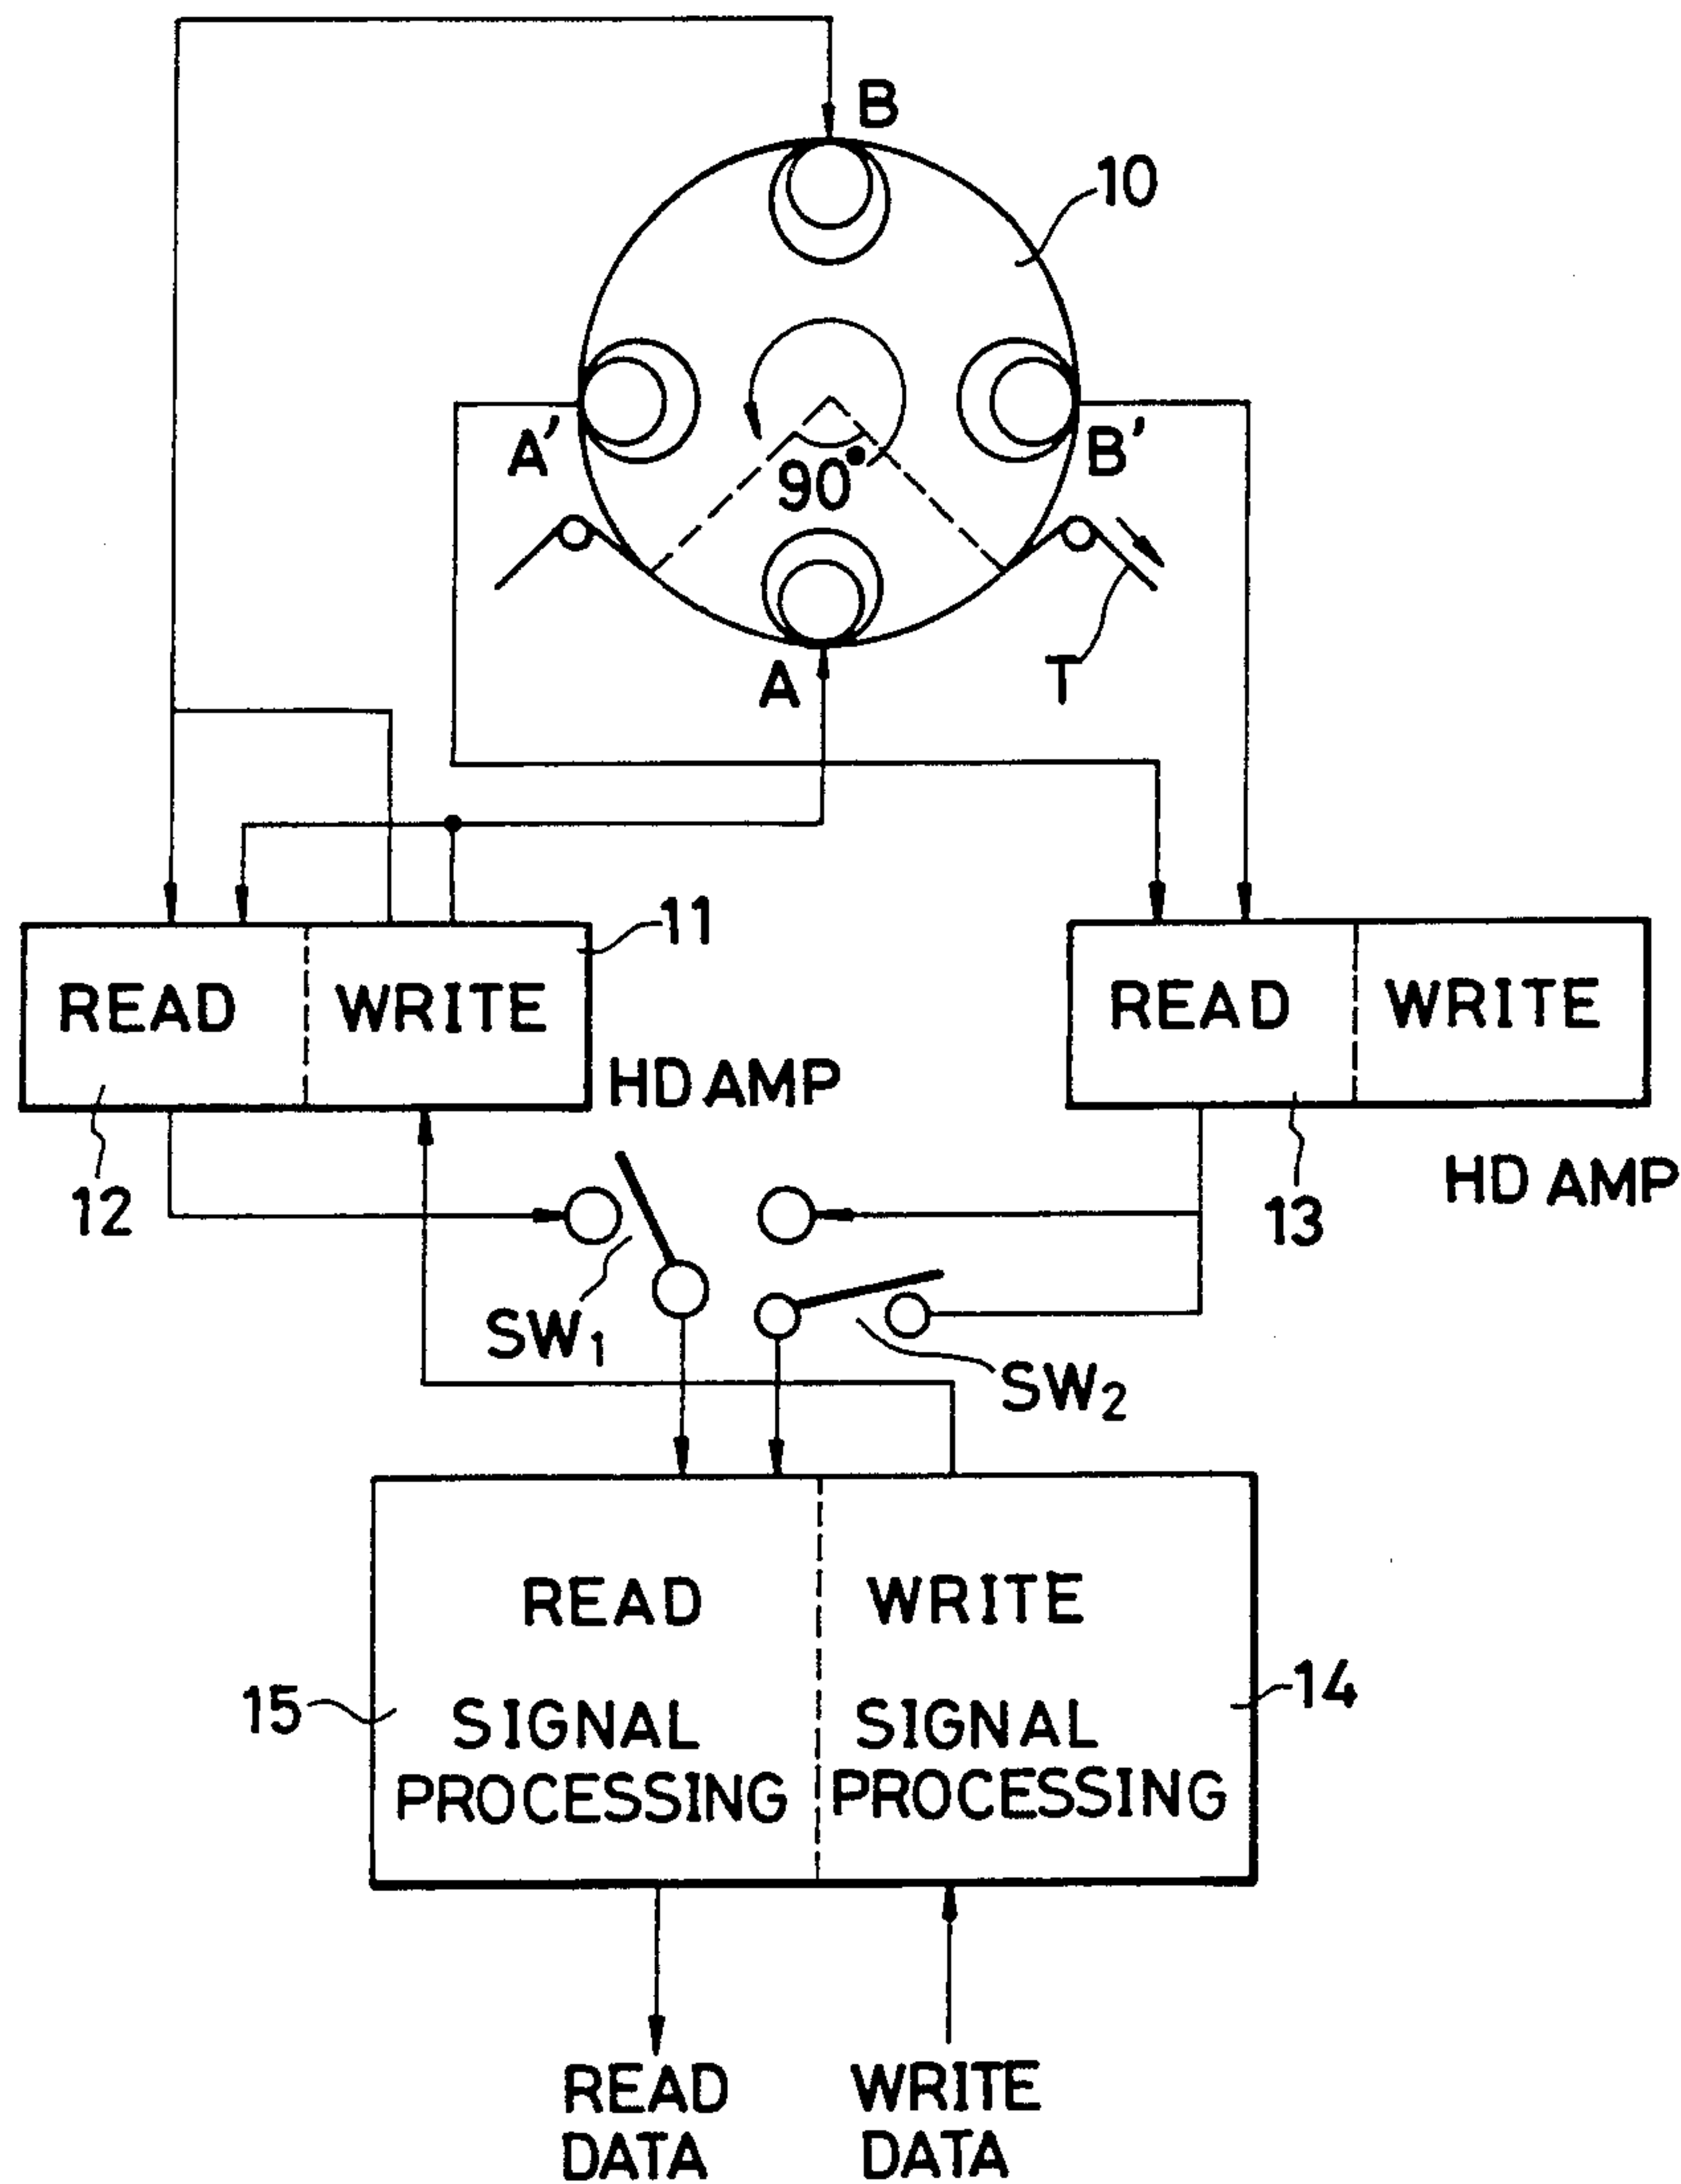 B
10
A′
B′
90°
A
T
11
READ
WRITE
READ
WRITE
HD AMP
12
13
HD AMP
SW₁
SW₂
READ
WRITE
15
14
SIGNAL
PROCESSING
SIGNAL
PROCESSING
READ
DATA
WRITE
DATA